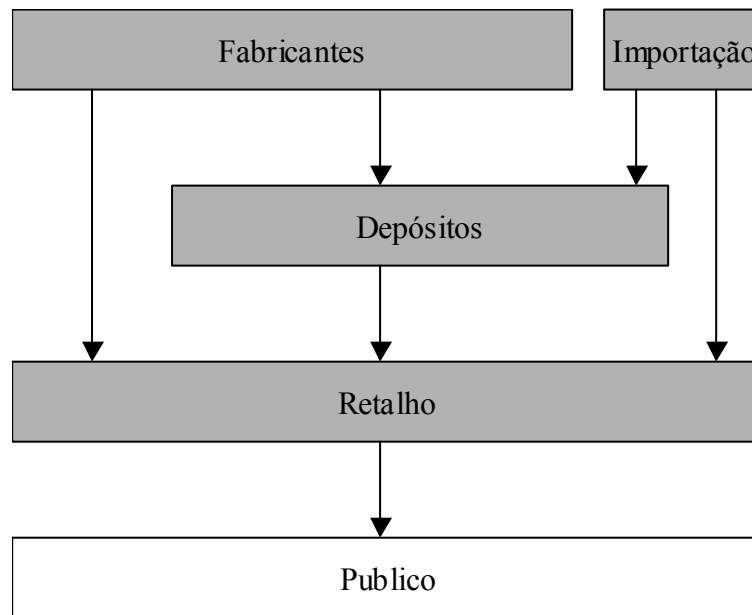 Fabricantes
Importação
Depósitos
Retalho
Publico